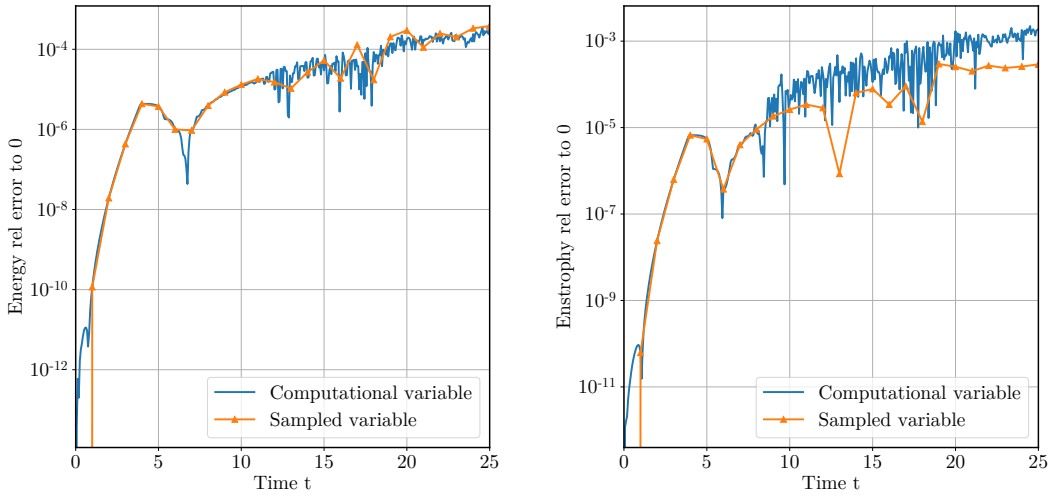 Energy rel error to 0
10⁻⁴
10⁻⁶
10⁻⁸
10⁻¹⁰
10⁻¹²
0 5 10 15 20 25
Time t
Computational variable
Sampled variable
Enstrophy rel error to 0
10⁻³
10⁻⁵
10⁻⁷
10⁻⁹
10⁻¹¹
0 5 10 15 20 25
Time t
Computational variable
Sampled variable